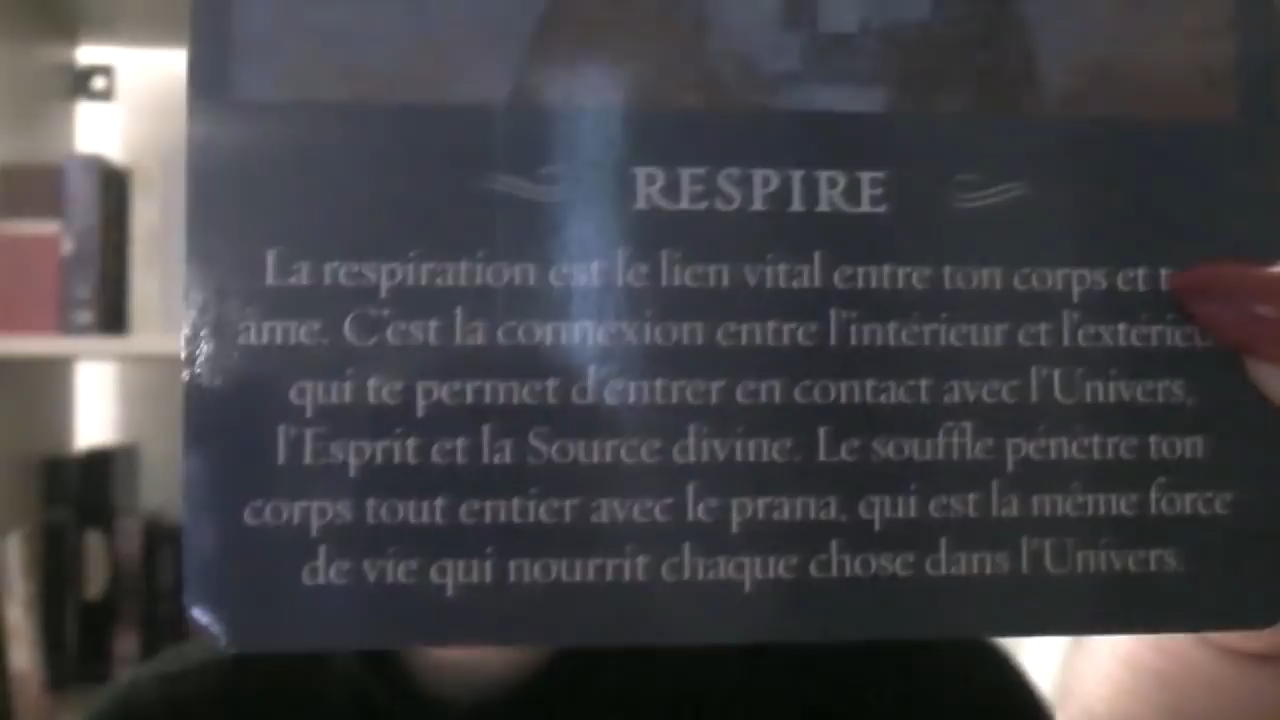 RESPIRE
La respiration est le lien vital entre ton corps et
âme. C'est la connexion entre l'intérieur et
qui te permet d'entrer en contact avec l'Univers,
l'Esprit et la Source divine. Le souffle pénètre ton
corps tout entier avec le prana, qui est la même force
de vie qui nourrit chaque chose dans l'Univers.